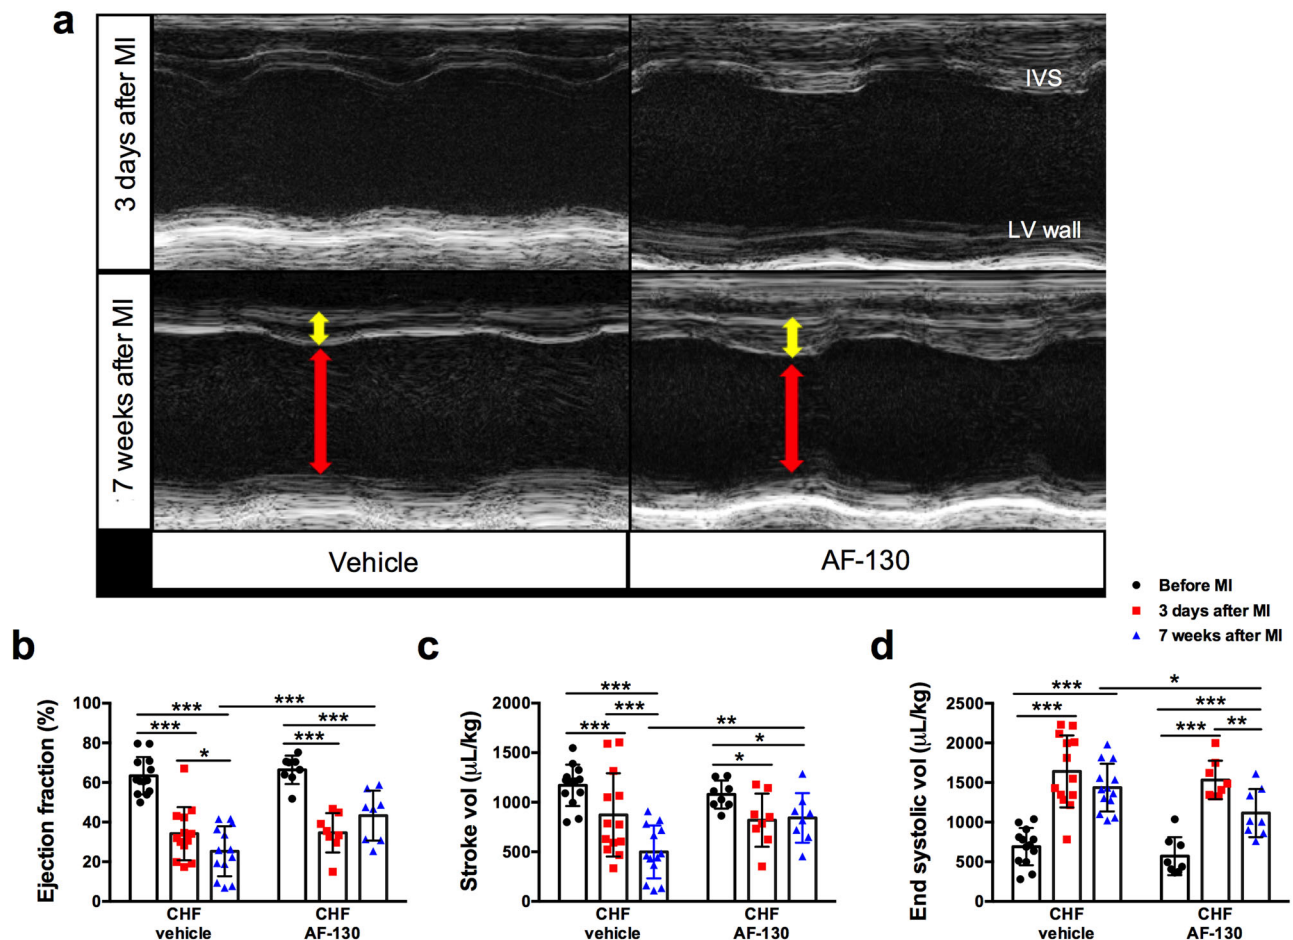 a
3 days after MI
IVS
LV wall
7 weeks after MI
Vehicle
AF-130
Before MI
3 days after MI
7 weeks after MI
b
Ejection fraction (%)
100
80
60
40
20
0
***
***
*
***
***
***
CHF
vehicle
CHF
AF-130
c
Stroke vol (µL/kg)
2000
1500
1000
500
0
***
***
***
**
*
*
CHF
vehicle
CHF
AF-130
d
End systolic vol (µL/kg)
2500
2000
1500
1000
500
0
***
***
*
***
***
**
CHF
vehicle
CHF
AF-130